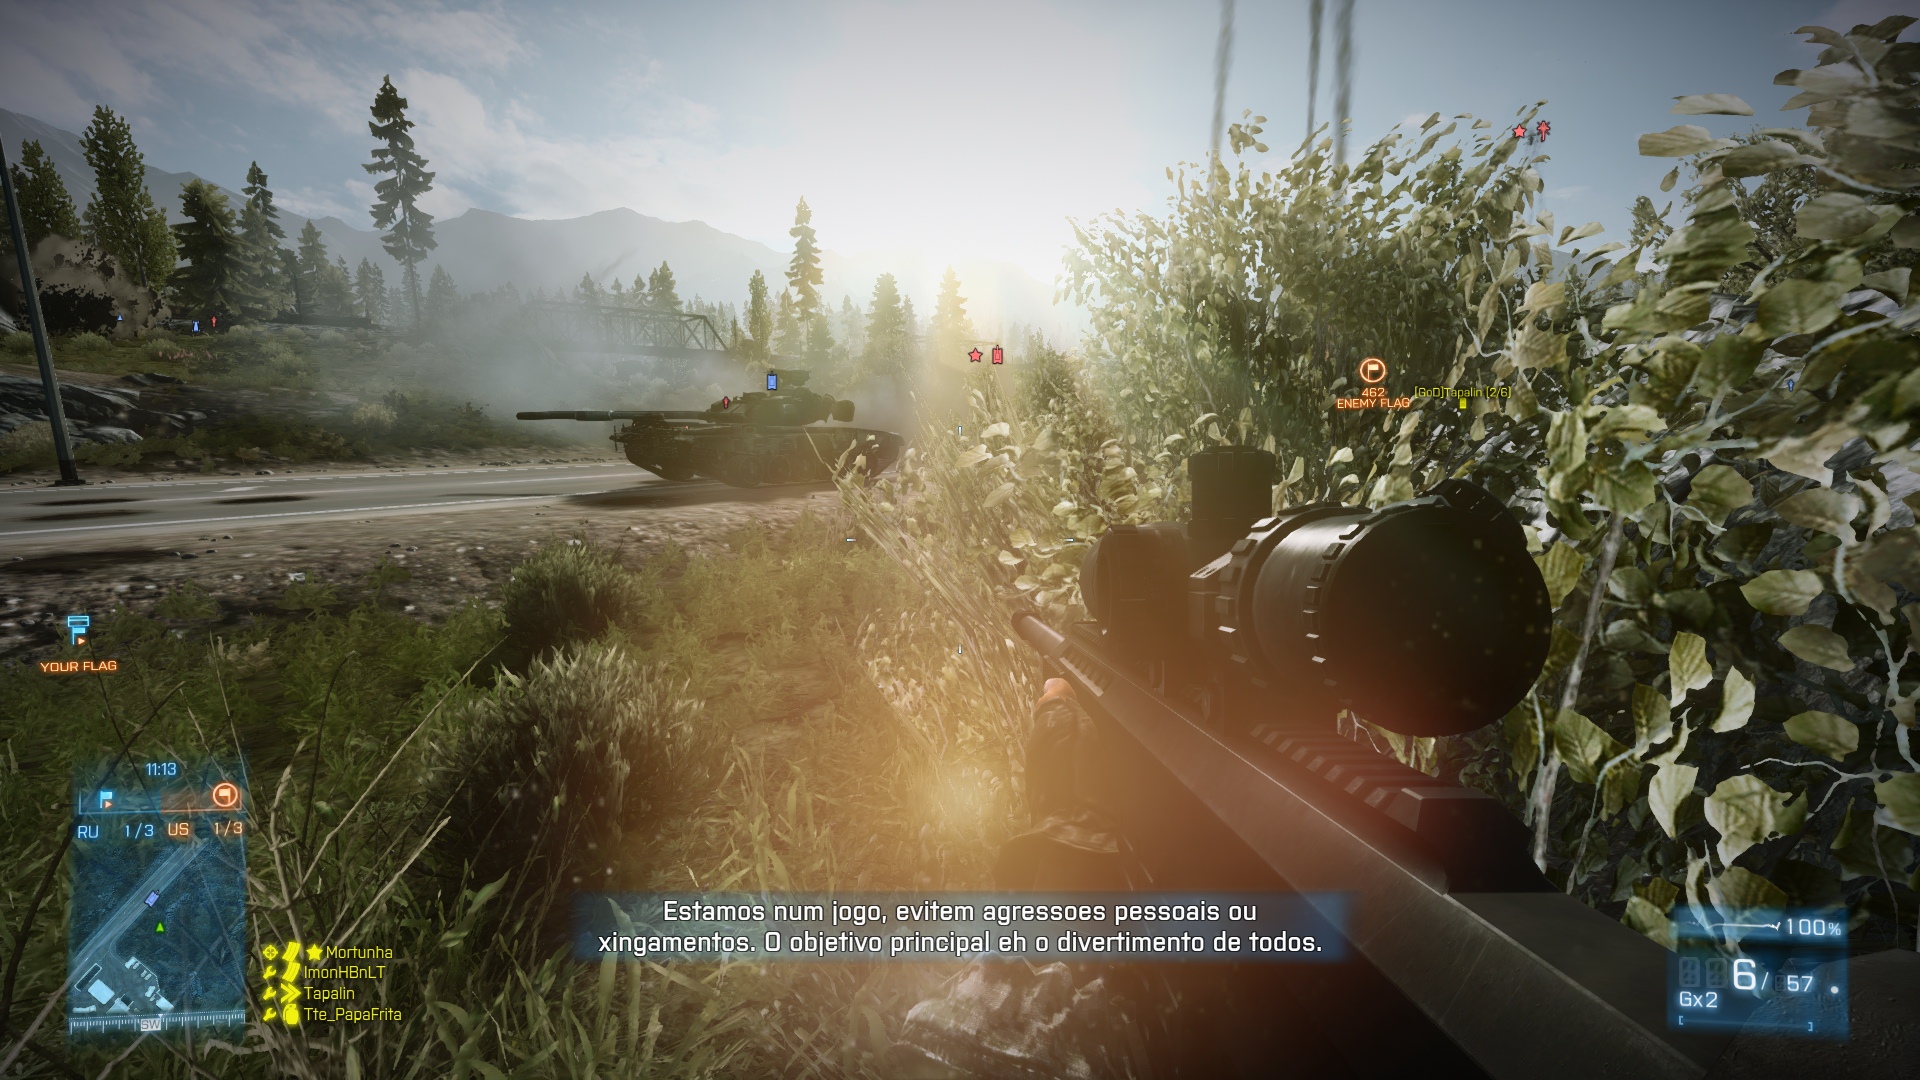 462
ENEMY FLAG
[GoD]Tapalin [2/6]
YOUR FLAG
11:13
RU 1/3 US 1/3
SW
Mortunha
ImonHBnLT
Tapalin
Tte_PapaFrita
Estamos num jogo, evitem agressoes pessoais ou
xingamentos. O objetivo principal eh o divertimento de todos.
100%
6/057
Gx2